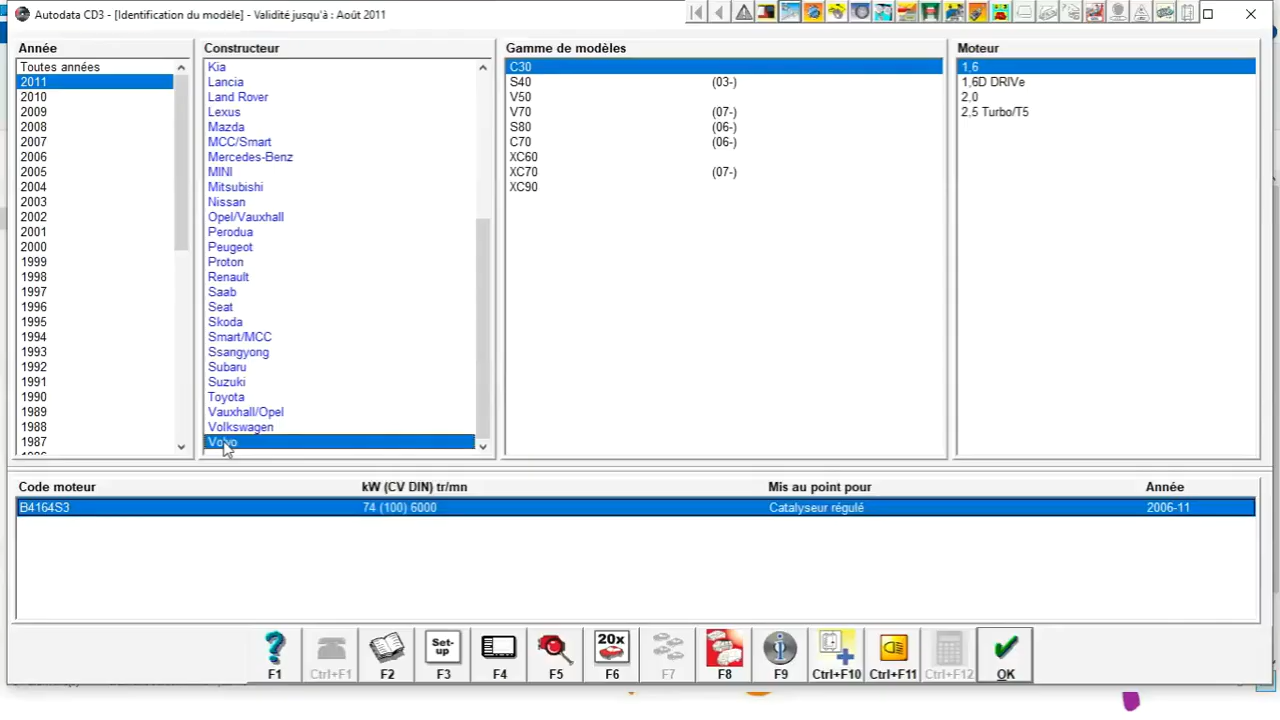 Autodata CD3 - [Identification du modèle] - Validité jusqu'à : Août 2011
Année
Toutes années
2011
2010
2009
2008
2007
2006
2005
2004
2003
2002
2001
2000
1999
1998
1997
1996
1995
1994
1993
1992
1991
1990
1989
1988
1987
Constructeur
Kia
Lancia
Land Rover
Lexus
Mazda
MCC/Smart
Mercedes-Benz
MINI
Mitsubishi
Nissan
Opel/Vauxhall
Perodua
Peugeot
Proton
Renault
Saab
Seat
Skoda
Smart/MCC
Ssangyong
Subaru
Suzuki
Toyota
Vauxhall/Opel
Volkswagen
Volvo
Gamme de modèles
C30
S40 (03-)
V50
V70 (07-)
S80 (06-)
C70 (06-)
XC60
XC70 (07-)
XC90
Moteur
1,6
1,6D DRIVe
2,0
2,5 Turbo/T5
Code moteur kW (CV DIN) tr/mn Mis au point pour Année
B4164S3 74 (100) 6000 Catalyseur régulé 2006-11
Set-up
20x
F1 Ctrl+F1 F2 F3 F4 F5 F6 F7 F8 F9 Ctrl+F10 Ctrl+F11 Ctrl+F12 OK